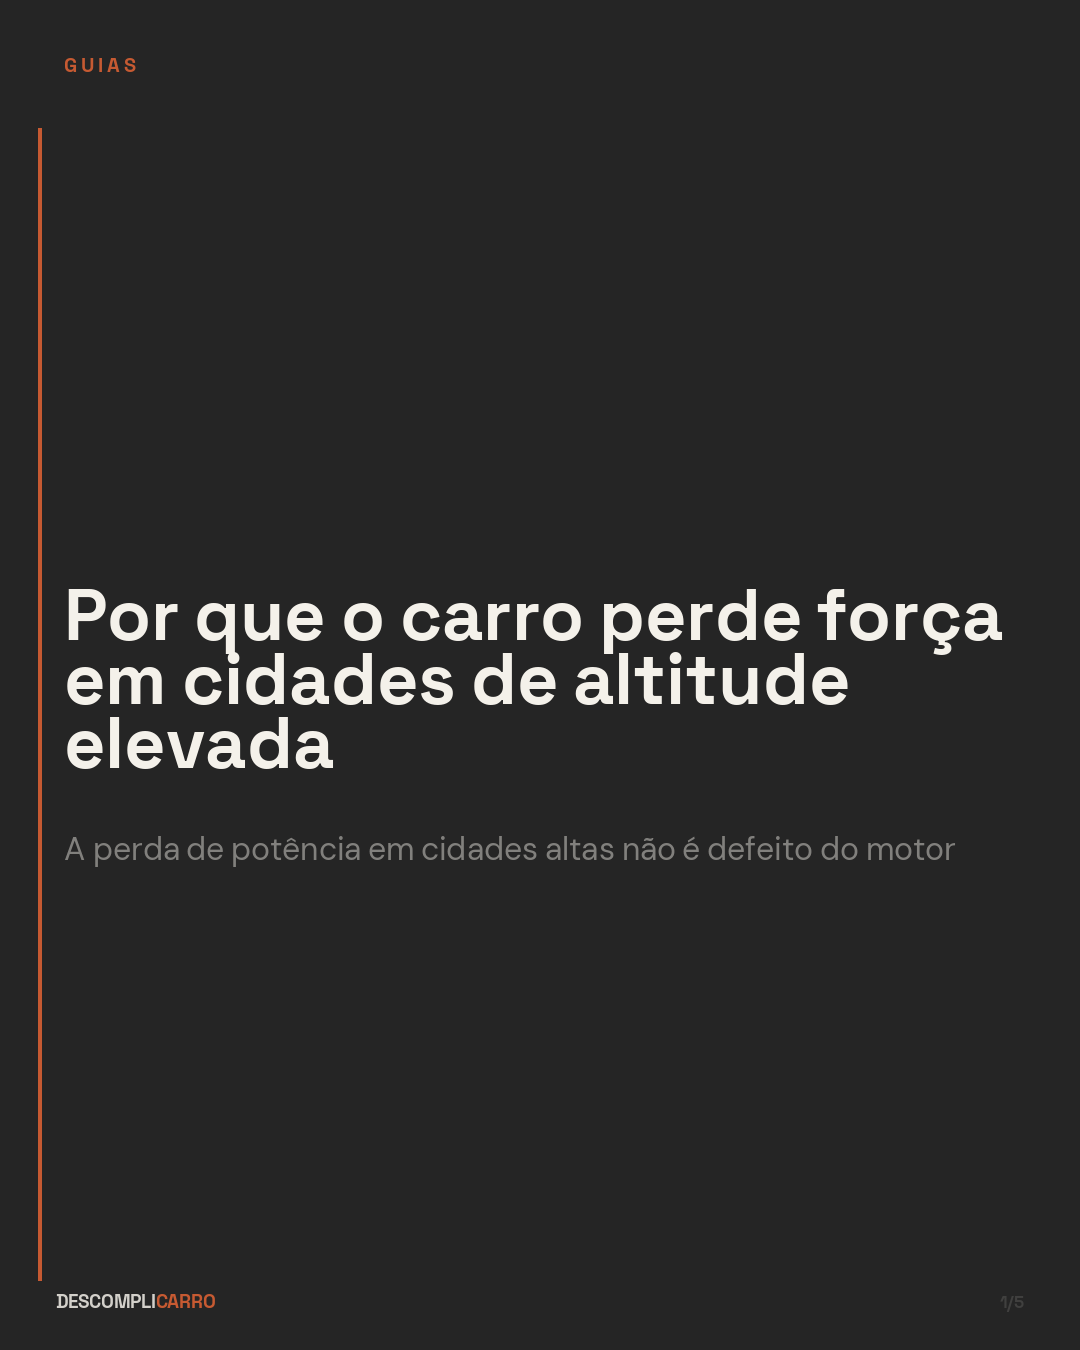 GUIAS
Por que o carro perde força
em cidades de altitude
elevada
A perda de potência em cidades altas não é defeito do motor
DESCOMPLICARRO
1/5